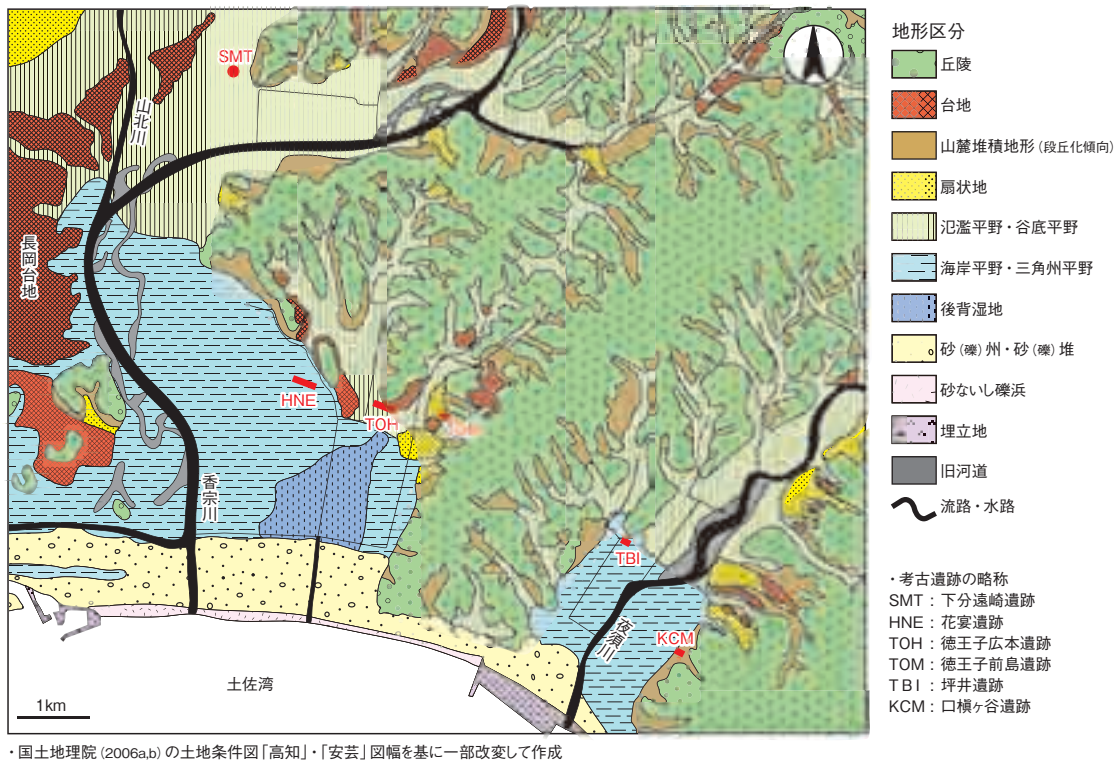 SMT
山北川
長岡台地
HNE
TOH
香宗川
TBI
KCM
夜須川
土佐湾
1km
地形区分
丘陵
台地
山麓堆積地形(段丘化傾向)
扇状地
氾濫平野・谷底平野
海岸平野・三角州平野
後背湿地
砂(礫)州・砂(礫)堆
砂ないし礫浜
埋立地
旧河道
流路・水路
・考古遺跡の略称
SMT:下分遠崎遺跡
HNE:花宴遺跡
TOH:徳王子広本遺跡
TOM:徳王子前島遺跡
TBI:坪井遺跡
KCM:口槇ヶ谷遺跡
・国土地理院(2006a,b)の土地条件図「高知」・「安芸」図幅を基に一部改変して作成